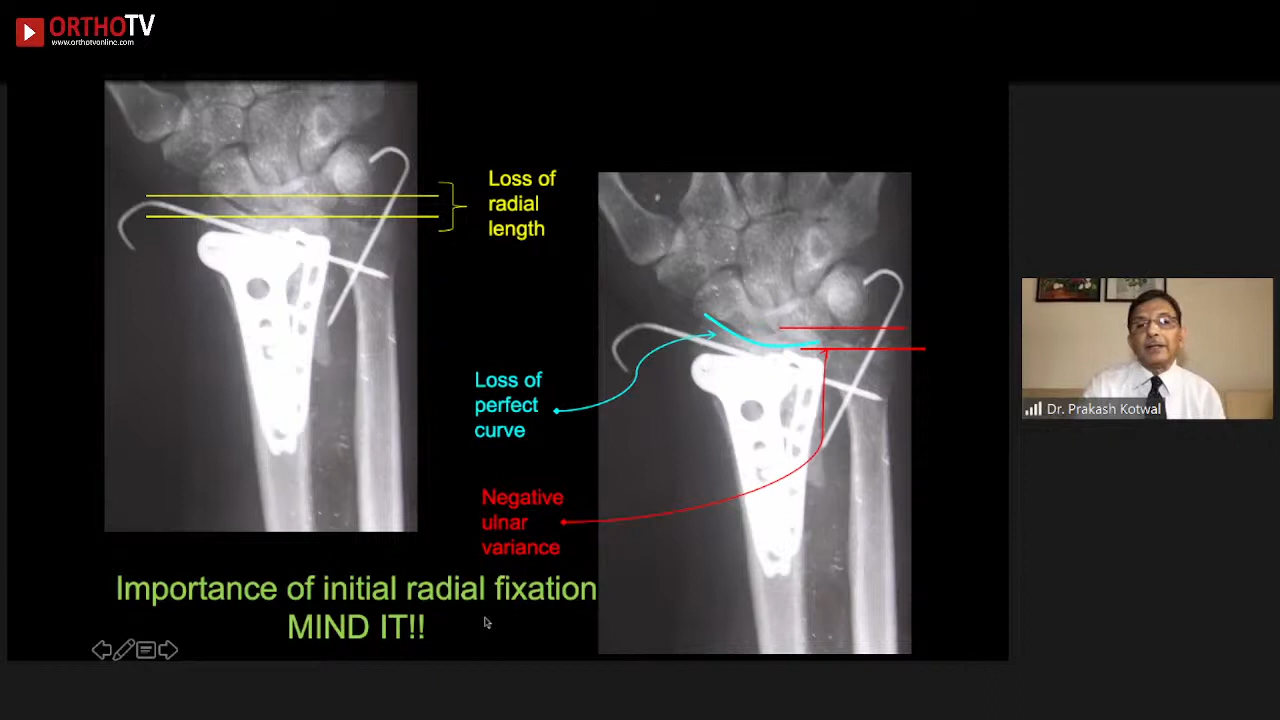 ORTHOTV
www.orthotvonline.com
Loss of
radial
length
Loss of
perfect
curve
Negative
ulnar
variance
Importance of initial radial fixation
MIND IT!!
Dr. Prakash Kotwal